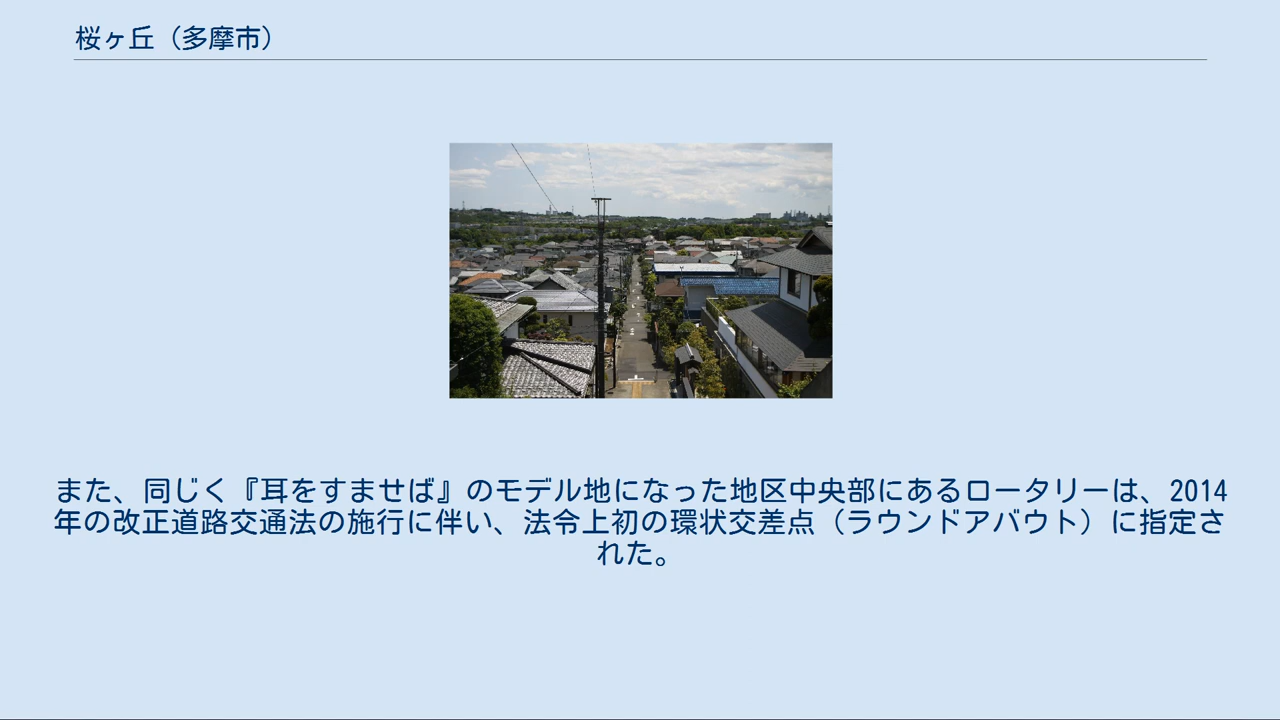 桜ヶ丘（多摩市）
また、同じく『耳をすませば』のモデル地になった地区中央部にあるロータリーは、2014
年の改正道路交通法の施行に伴い、法令上初の環状交差点（ラウンドアバウト）に指定さ
れた。